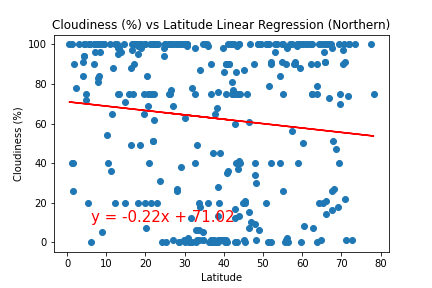 Cloudiness (%) vs Latitude Linear Regression (Northern)
100
80
60
40
20
0
Cloudiness (%)
y = -0.22x + 71.02
0 10 20 30 40 50 60 70 80
Latitude